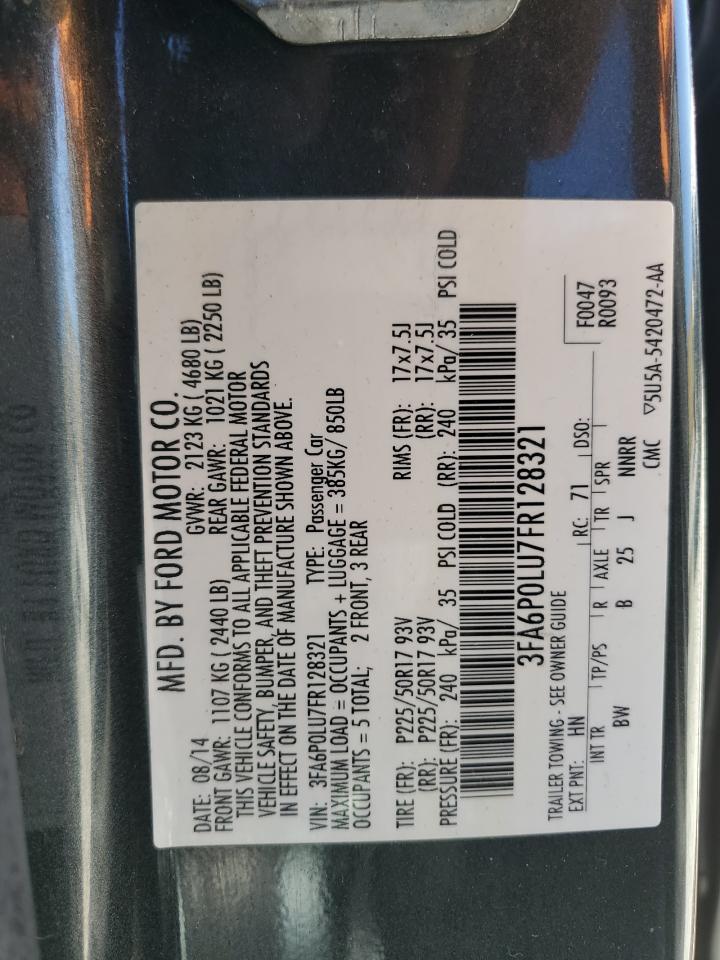 MFD. BY FORD MOTOR CO.
DATE: 08/14 GVWR: 2123 KG ( 4680 LB)
FRONT GAWR: 1107 KG ( 2440 LB) REAR GAWR: 1021 KG ( 2250 LB)
THIS VEHICLE CONFORMS TO ALL APPLICABLE FEDERAL MOTOR
VEHICLE SAFETY, BUMPER, AND THEFT PREVENTION STANDARDS
IN EFFECT ON THE DATE OF MANUFACTURE SHOWN ABOVE.
VIN: 3FA6P0LU7FR128321 TYPE: Passenger Car
MAXIMUM LOAD = OCCUPANTS + LUGGAGE = 385KG/ 850LB
OCCUPANTS = 5 TOTAL; 2 FRONT, 3 REAR
TIRE (FR): P225/50R17 93V RIMS (FR): 17x7.5J
(RR): P225/50R17 93V (RR): 17x7.5J
PRESSURE (FR): 240 kPa/ 35 PSI COLD (RR): 240 kPa/ 35 PSI COLD
3FA6P0LU7FR128321
TRAILER TOWING - SEE OWNER GUIDE
EXT PNT: HN RC: 71 DSO: F0047
R0093
INT TR TP/PS R AXLE TR SPR
BW B 25 J NNRR
CMC ▽5U5A-5420472-AA